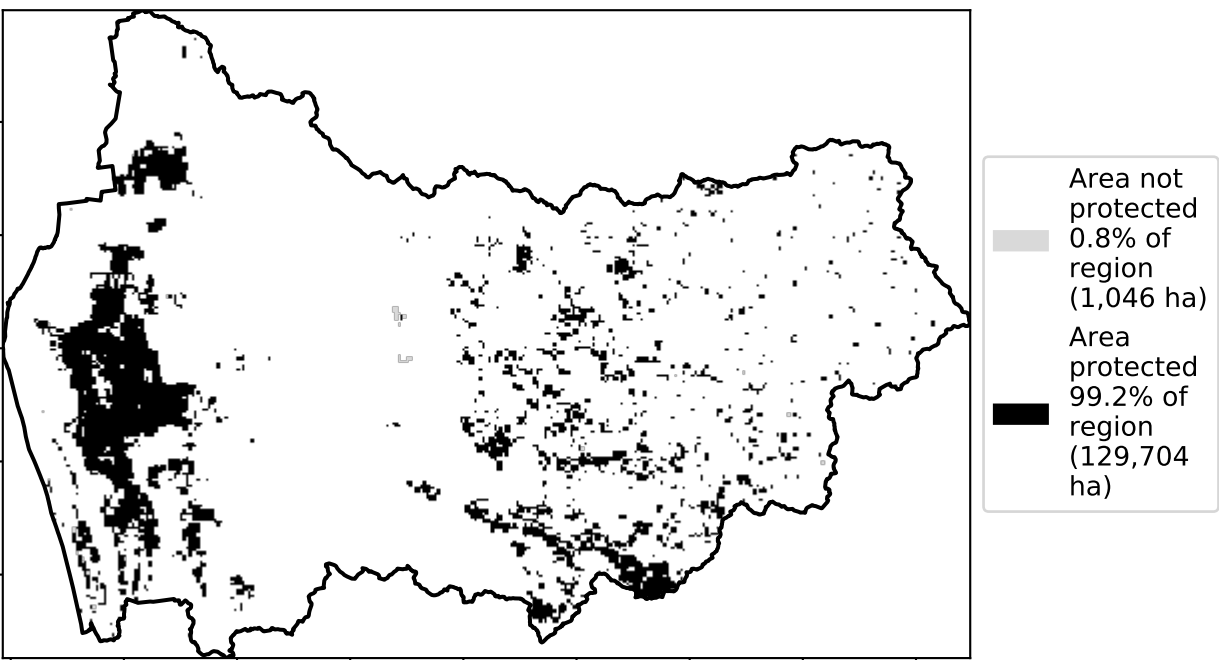 Area not
protected
0.8% of
region
(1,046 ha)
Area
protected
99.2% of
region
(129,704
ha)